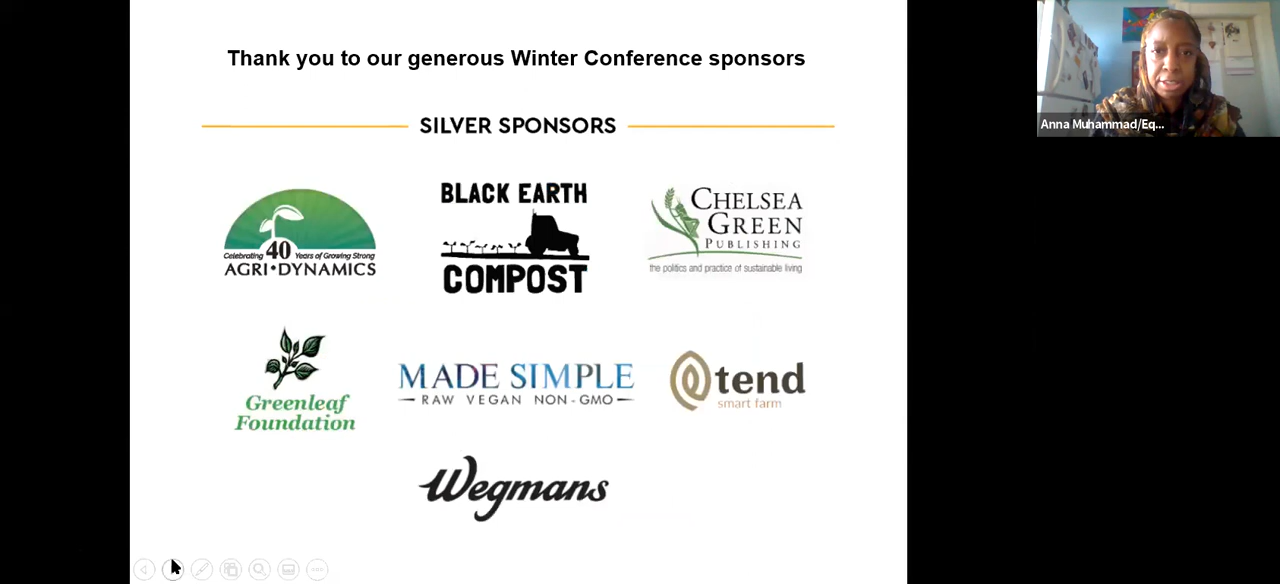 Thank you to our generous Winter Conference sponsors
SILVER SPONSORS
Celebrating 40 Years of Growing Strong
AGRI•DYNAMICS
BLACK EARTH
COMPOST
CHELSEA
GREEN
PUBLISHING
the politics and practice of sustainable living
Greenleaf
Foundation
MADE SIMPLE
RAW VEGAN NON-GMO
tend
smart farm
Wegmans
Anna Muhammad/Eq...